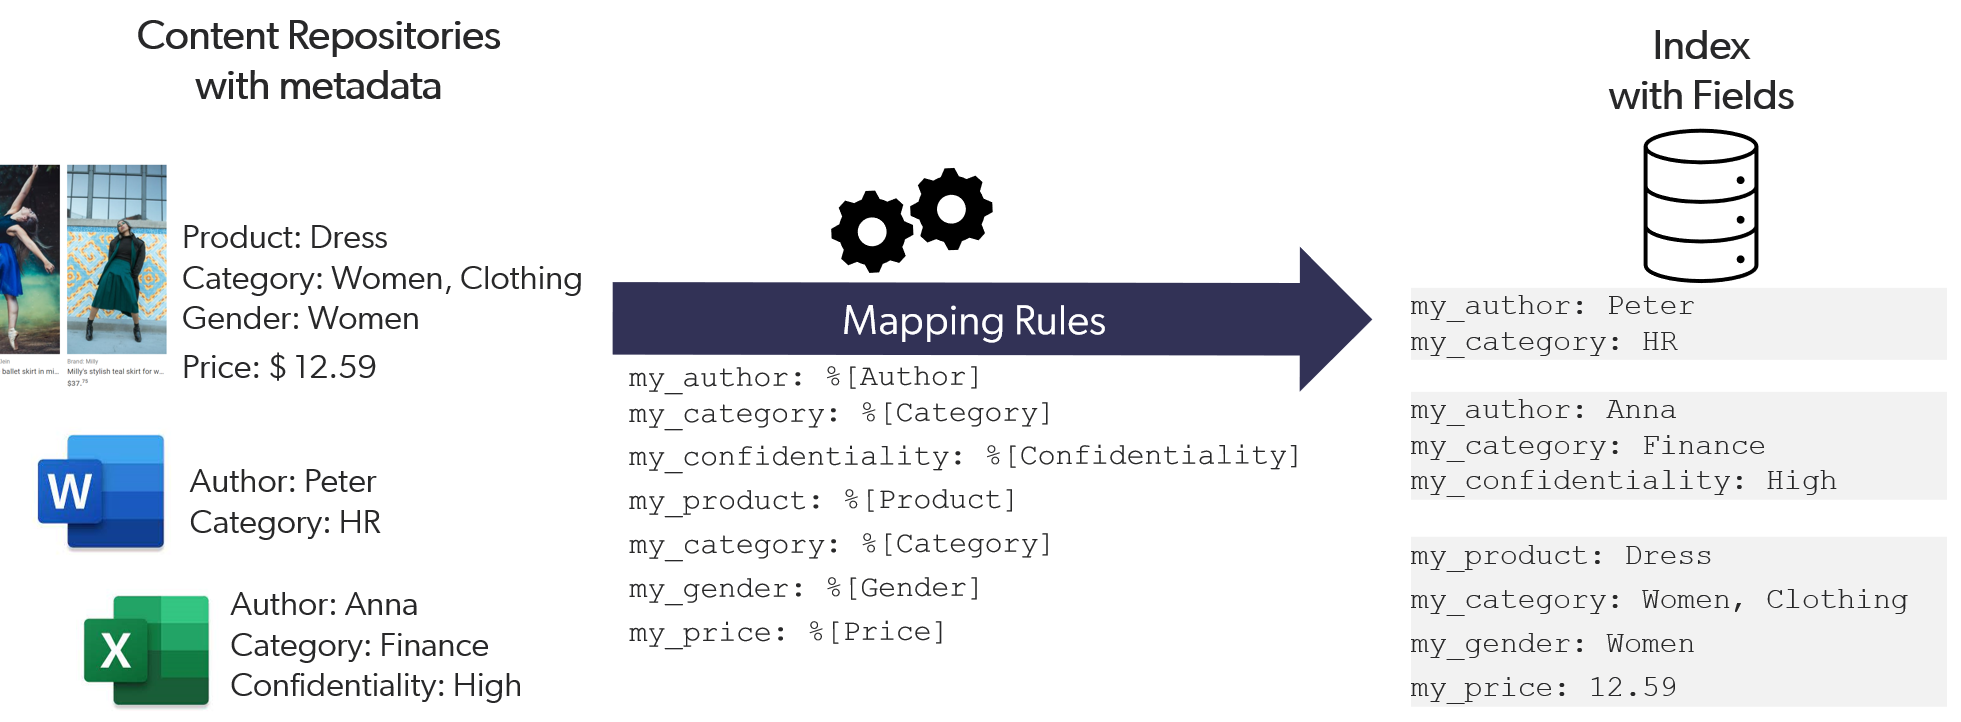 Content Repositories
with metadata
Product: Dress
Category: Women, Clothing
Gender: Women
Price: $ 12.59
lein
Brand: Milly
ballet skirt in mi...
Milly's stylish teal skirt for w...
$37.75
W
Author: Peter
Category: HR
X
Author: Anna
Category: Finance
Confidentiality: High
Mapping Rules
my_author: %[Author]
my_category: %[Category]
my_confidentiality: %[Confidentiality]
my_product: %[Product]
my_category: %[Category]
my_gender: %[Gender]
my_price: %[Price]
Index
with Fields
my_author: Peter
my_category: HR
my_author: Anna
my_category: Finance
my_confidentiality: High
my_product: Dress
my_category: Women, Clothing
my_gender: Women
my_price: 12.59